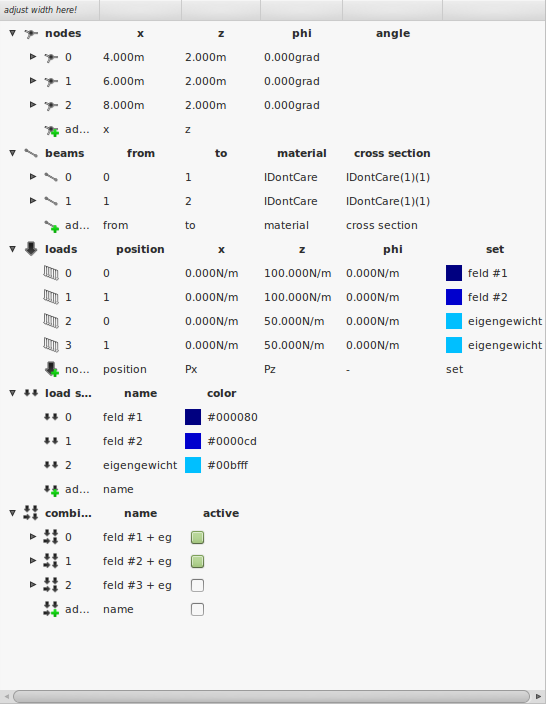 adjust width here!
nodes x z phi angle
0 4.000m 2.000m 0.000grad
1 6.000m 2.000m 0.000grad
2 8.000m 2.000m 0.000grad
ad... x z
beams from to material cross section
0 0 1 IDontCare IDontCare(1)(1)
1 1 2 IDontCare IDontCare(1)(1)
ad... from to material cross section
loads position x z phi set
0 0 0.000N/m 100.000N/m 0.000N/m feld #1
1 1 0.000N/m 100.000N/m 0.000N/m feld #2
2 0 0.000N/m 50.000N/m 0.000N/m eigengewicht
3 1 0.000N/m 50.000N/m 0.000N/m eigengewicht
no... position Px Pz - set
load s... name color
0 feld #1 #000080
1 feld #2 #0000cd
2 eigengewicht #00bfff
ad... name
combi... name active
0 feld #1 + eg
1 feld #2 + eg
2 feld #3 + eg
ad... name